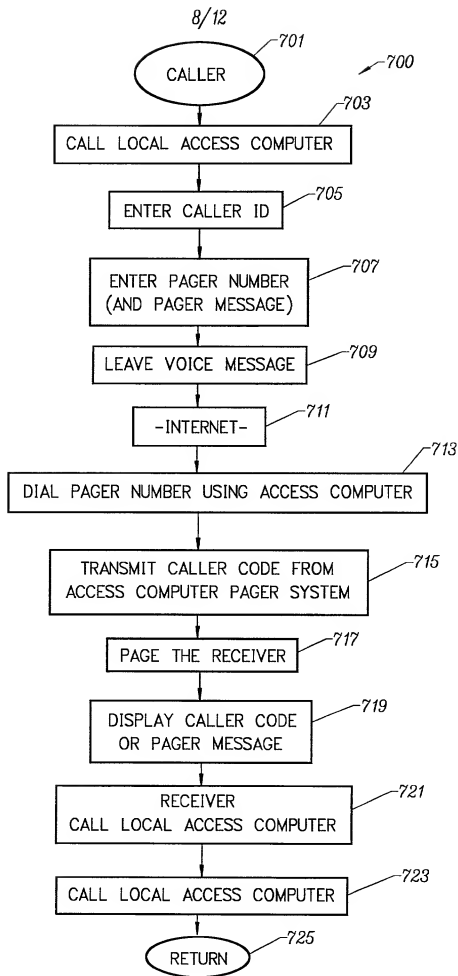 8/12
701
CALLER
700
703
CALL LOCAL ACCESS COMPUTER
705
ENTER CALLER ID
707
ENTER PAGER NUMBER
(AND PAGER MESSAGE)
709
LEAVE VOICE MESSAGE
711
-INTERNET-
713
DIAL PAGER NUMBER USING ACCESS COMPUTER
715
TRANSMIT CALLER CODE FROM
ACCESS COMPUTER PAGER SYSTEM
717
PAGE THE RECEIVER
719
DISPLAY CALLER CODE
OR PAGER MESSAGE
721
RECEIVER
CALL LOCAL ACCESS COMPUTER
723
CALL LOCAL ACCESS COMPUTER
725
RETURN